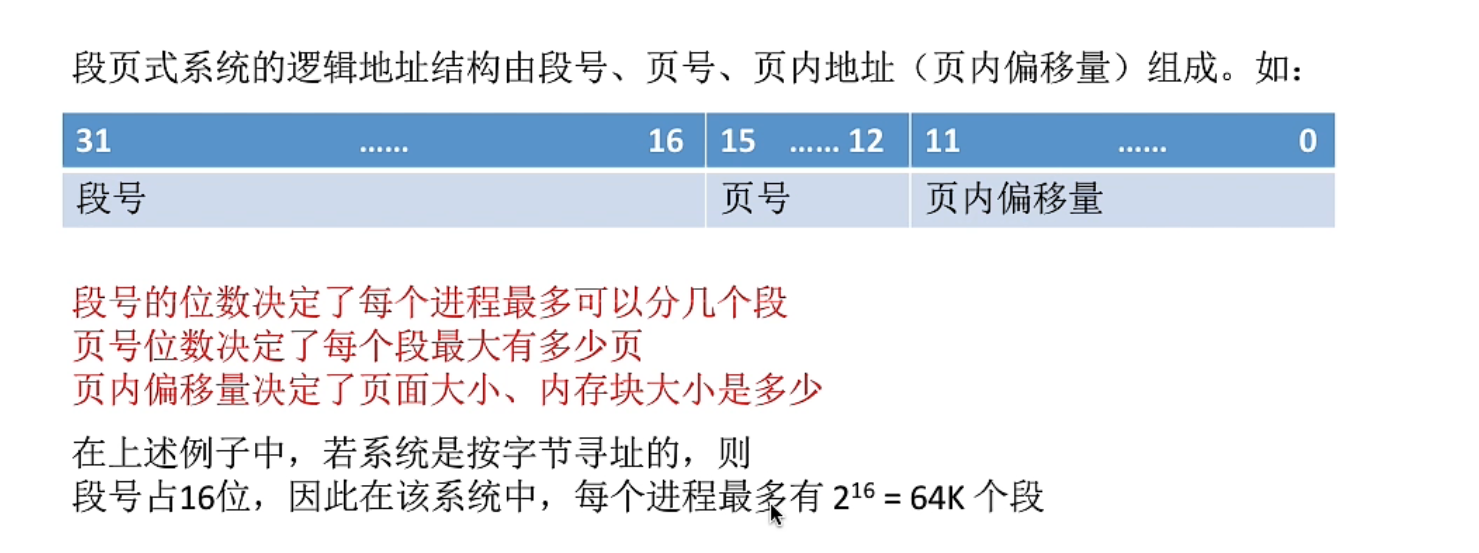 段页式系统的逻辑地址结构由段号、页号、页内地址（页内偏移量）组成。如：
31 …… 16 15 …… 12 11 …… 0
段号 页号 页内偏移量
段号的位数决定了每个进程最多可以分几个段
页号位数决定了每个段最大有多少页
页内偏移量决定了页面大小、内存块大小是多少
在上述例子中，若系统是按字节寻址的，则
段号占16位，因此在该系统中，每个进程最多有 2¹⁶ = 64K 个段